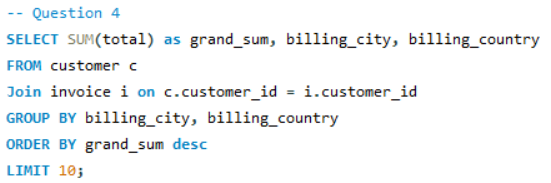 -- Question 4
SELECT SUM(total) as grand_sum, billing_city, billing_country
FROM customer c
Join invoice i on c.customer_id = i.customer_id
GROUP BY billing_city, billing_country
ORDER BY grand_sum desc
LIMIT 10;